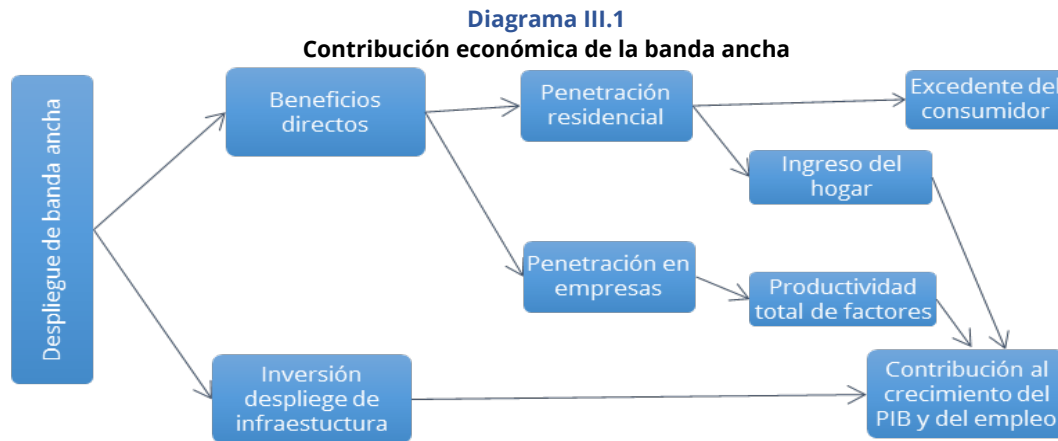 Diagrama III.1
Contribución económica de la banda ancha
Despliegue de banda ancha
Beneficios
directos
Penetración
residencial
Excedente del
consumidor
Ingreso del
hogar
Penetración en
empresas
Productividad
total de factores
Inversión
despliege de
infraestuctura
Contribución al
crecimiento del
PIB y del empleo